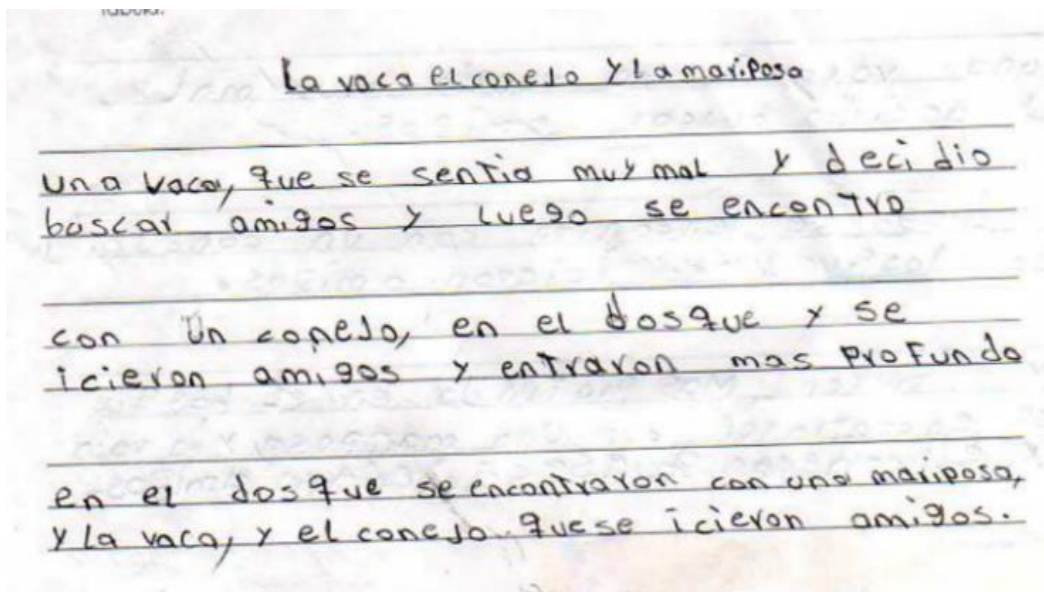 La vaca el conejo y la mariposa
una vaca, que se sentia muy mal y decidio
buscar amigos y luego se encontro
con Un conejo, en el dosque y se
icieron amigos y entraron mas profundo
en el dosque se encontraron con una mariposa,
y la vaca, y el conejo que se icieron amigos.